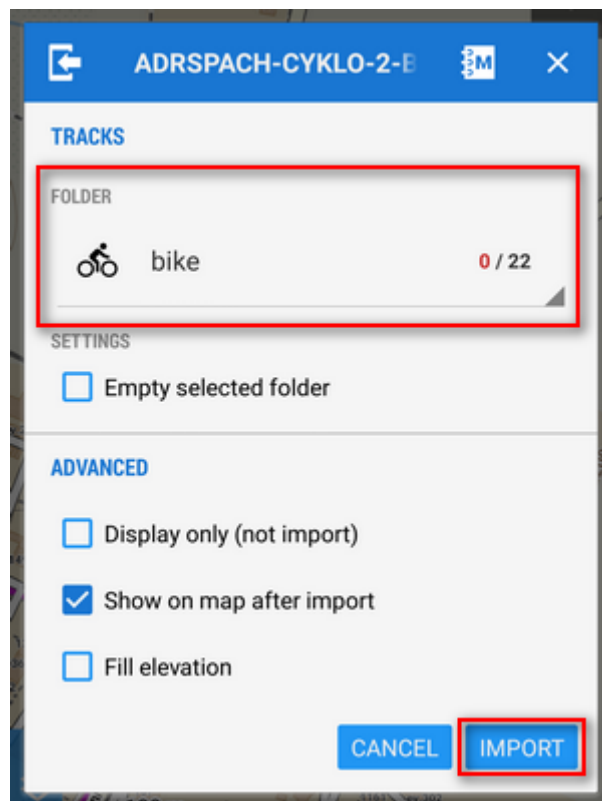 ADRSPACH-CYKLO-2-B
M
TRACKS
FOLDER
bike 0 / 22
SETTINGS
Empty selected folder
ADVANCED
Display only (not import)
Show on map after import
Fill elevation
CANCEL IMPORT